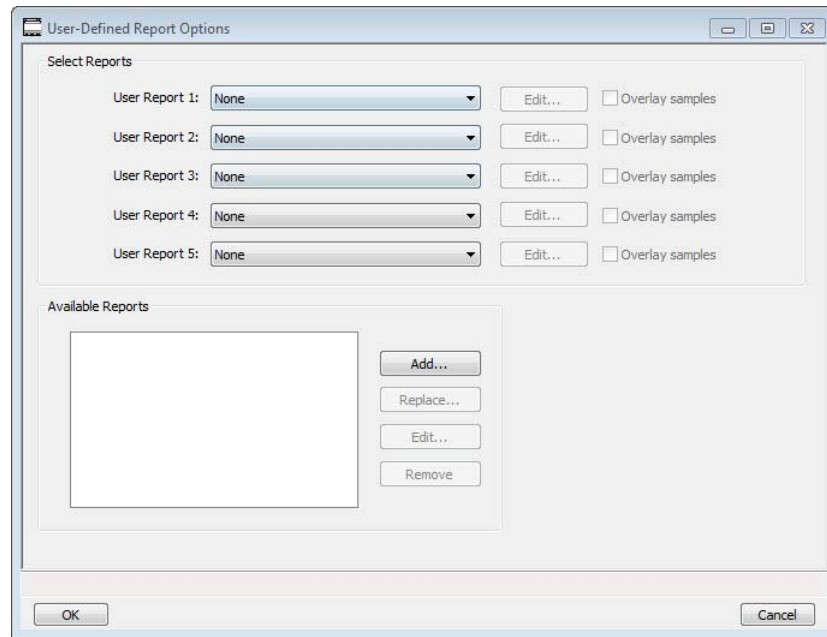 User-Defined Report Options
Select Reports
User Report 1: None Edit... Overlay samples
User Report 2: None Edit... Overlay samples
User Report 3: None Edit... Overlay samples
User Report 4: None Edit... Overlay samples
User Report 5: None Edit... Overlay samples
Available Reports
Add...
Replace...
Edit...
Remove
OK Cancel